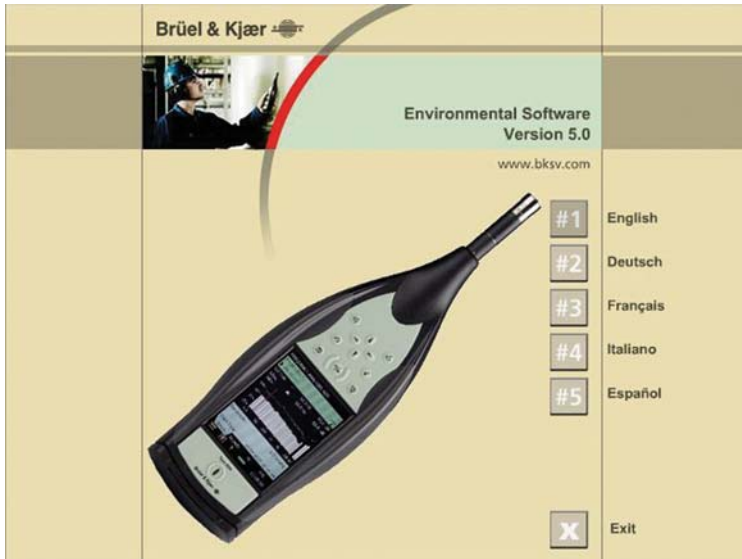 Brüel & Kjær
Environmental Software
Version 5.0
www.bksv.com
#1 English
#2 Deutsch
#3 Français
#4 Italiano
#5 Español
X Exit